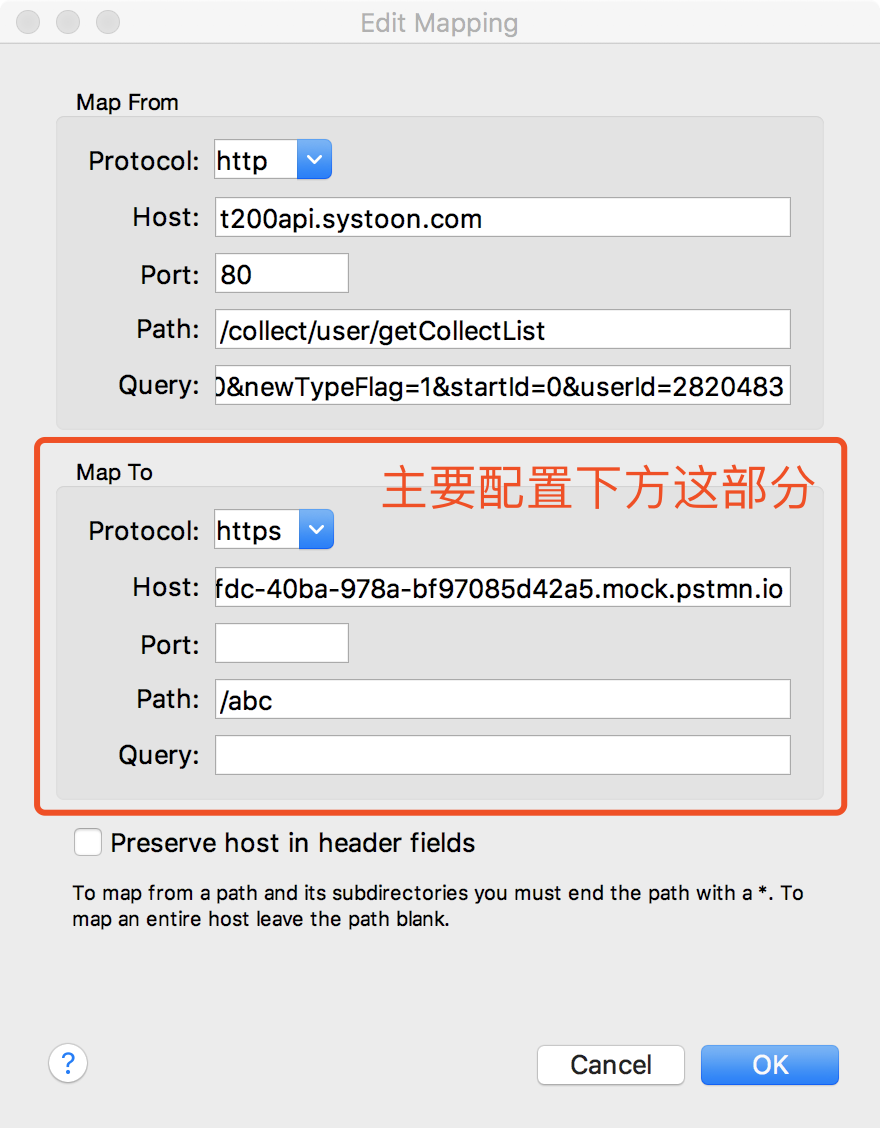 Edit Mapping
Map From
Protocol: http
Host: t200api.systoon.com
Port: 80
Path: /collect/user/getCollectList
Query: 0&newTypeFlag=1&startId=0&userId=2820483
Map To
主要配置下方这部分
Protocol: https
Host: fdc-40ba-978a-bf97085d42a5.mock.pstmn.io
Port:
Path: /abc
Query:
Preserve host in header fields
To map from a path and its subdirectories you must end the path with a *. To
map an entire host leave the path blank.
?
Cancel
OK